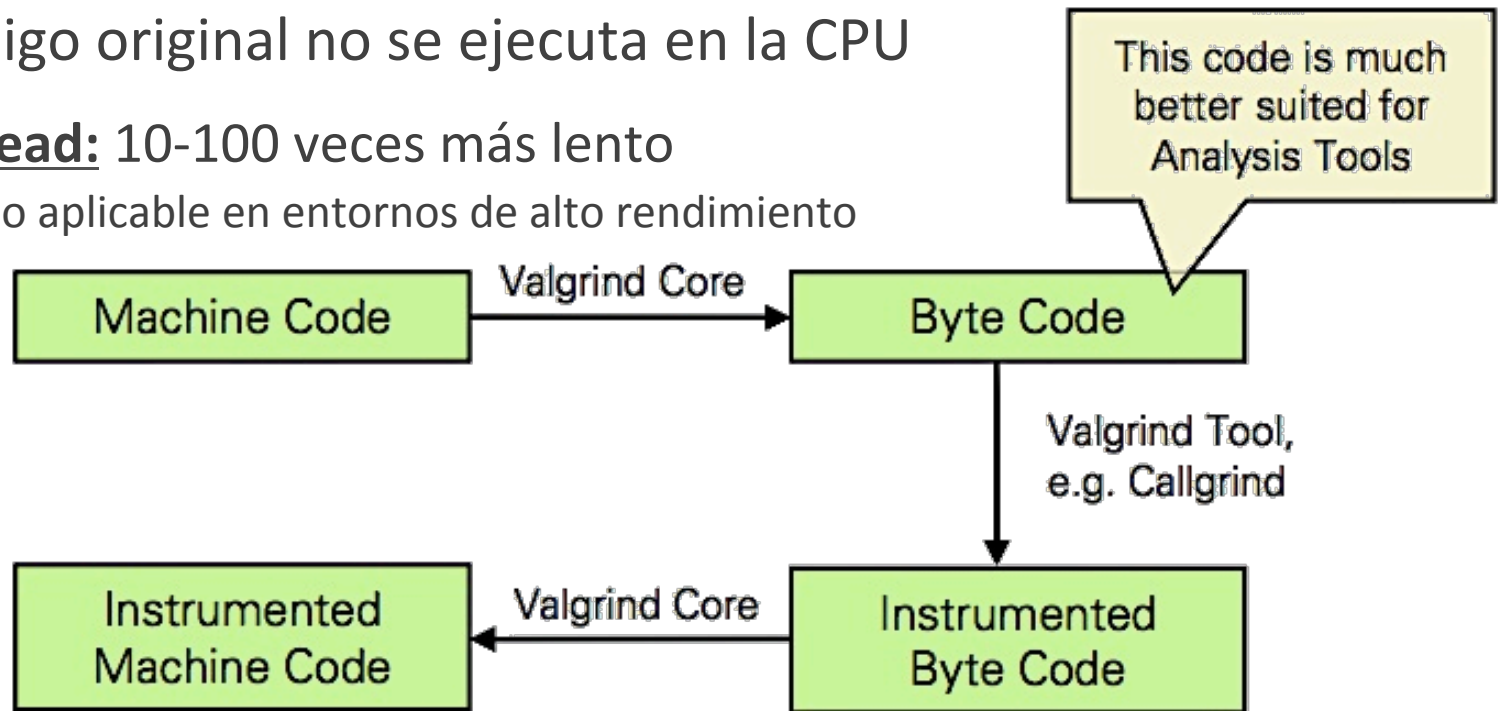 igo original no se ejecuta en la CPU
ead: 10-100 veces más lento
o aplicable en entornos de alto rendimiento
This code is much
better suited for
Analysis Tools
Machine Code
Valgrind Core
Byte Code
Valgrind Tool,
e.g. Callgrind
Instrumented
Machine Code
Valgrind Core
Instrumented
Byte Code